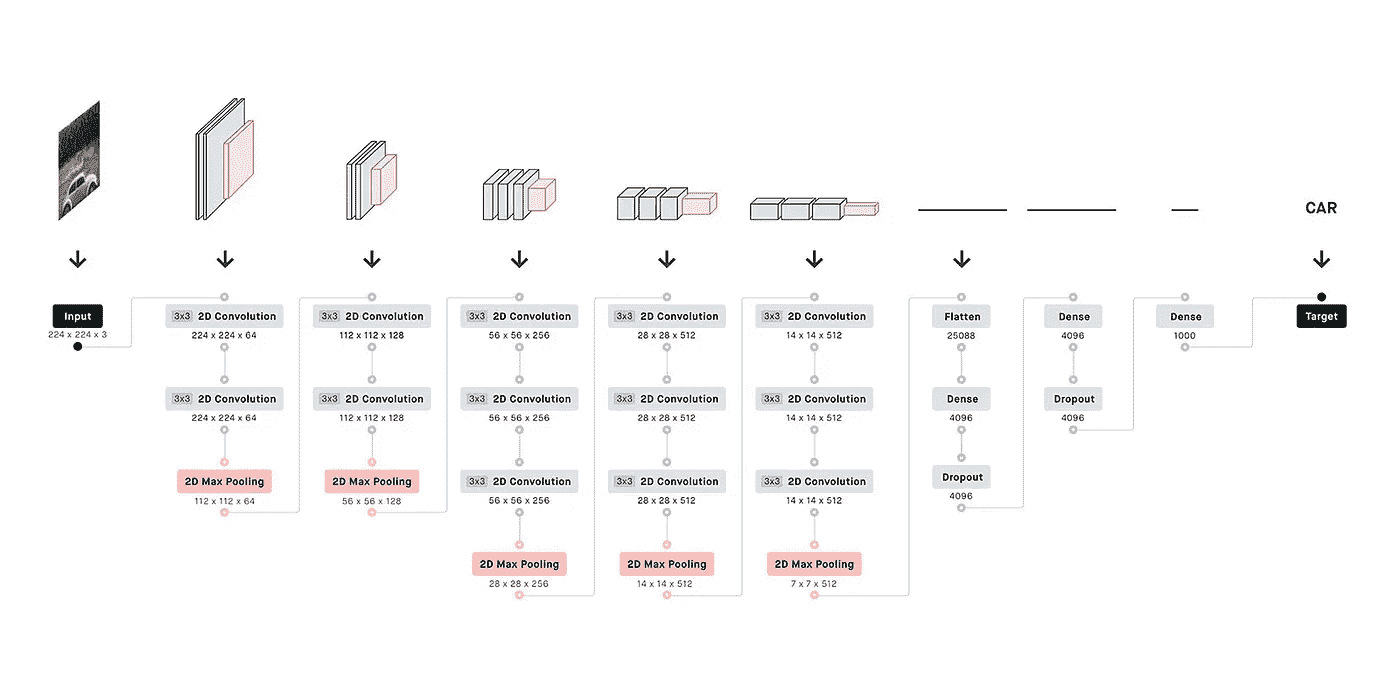 CAR
Input
224 x 224 x 3
3x3 2D Convolution
224 x 224 x 64
3x3 2D Convolution
224 x 224 x 64
2D Max Pooling
112 x 112 x 64
3x3 2D Convolution
112 x 112 x 128
3x3 2D Convolution
112 x 112 x 128
2D Max Pooling
56 x 56 x 128
3x3 2D Convolution
56 x 56 x 256
3x3 2D Convolution
56 x 56 x 256
3x3 2D Convolution
56 x 56 x 256
2D Max Pooling
28 x 28 x 256
3x3 2D Convolution
28 x 28 x 512
3x3 2D Convolution
28 x 28 x 512
3x3 2D Convolution
28 x 28 x 512
2D Max Pooling
14 x 14 x 512
3x3 2D Convolution
14 x 14 x 512
3x3 2D Convolution
14 x 14 x 512
3x3 2D Convolution
14 x 14 x 512
2D Max Pooling
7 x 7 x 512
Flatten
25088
Dense
4096
Dropout
4096
Dense
4096
Dropout
4096
Dense
1000
Target